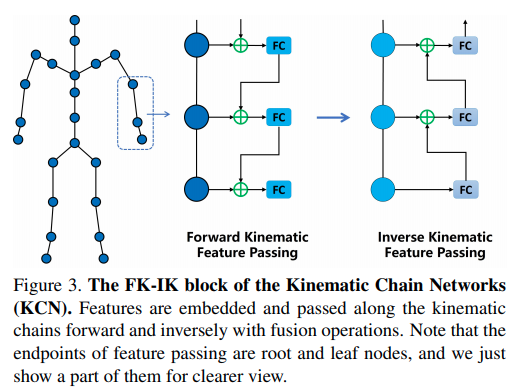 FC
FC
FC
FC
FC
FC
Forward Kinematic
Feature Passing
Inverse Kinematic
Feature Passing
Figure 3. The FK-IK block of the Kinematic Chain Networks
(KCN). Features are embedded and passed along the kinematic
chains forward and inversely with fusion operations. Note that the
endpoints of feature passing are root and leaf nodes, and we just
show a part of them for clearer view.